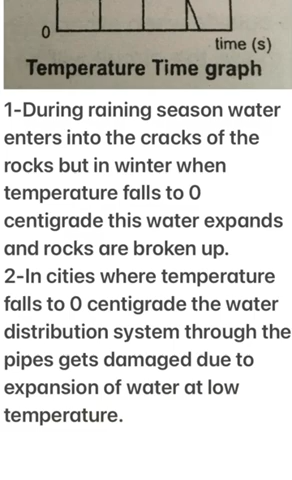 0
time (s)
Temperature Time graph
1-During raining season water
enters into the cracks of the
rocks but in winter when
temperature falls to 0
centigrade this water expands
and rocks are broken up.
2-In cities where temperature
falls to 0 centigrade the water
distribution system through the
pipes gets damaged due to
expansion of water at low
temperature.